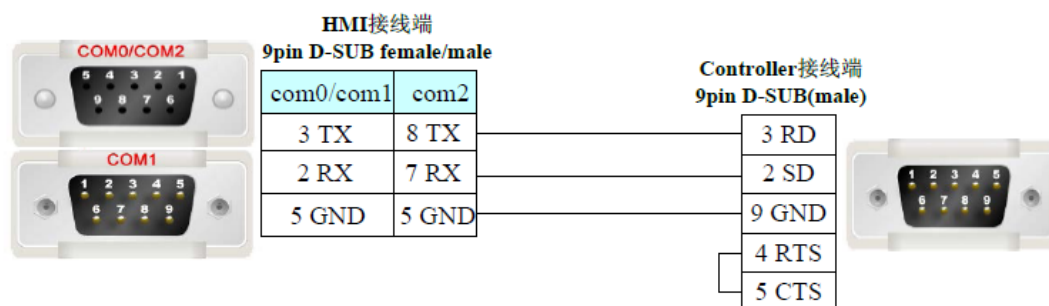 HMI接线端
9pin D-SUB female/male
COM0/COM2
5 4 3 2 1
9 8 7 6
COM1
1 2 3 4 5
6 7 8 9
com0/com1 com2
3 TX 8 TX
2 RX 7 RX
5 GND 5 GND
Controller接线端
9pin D-SUB(male)
3 RD
2 SD
9 GND
4 RTS
5 CTS
1 2 3 4 5
6 7 8 9